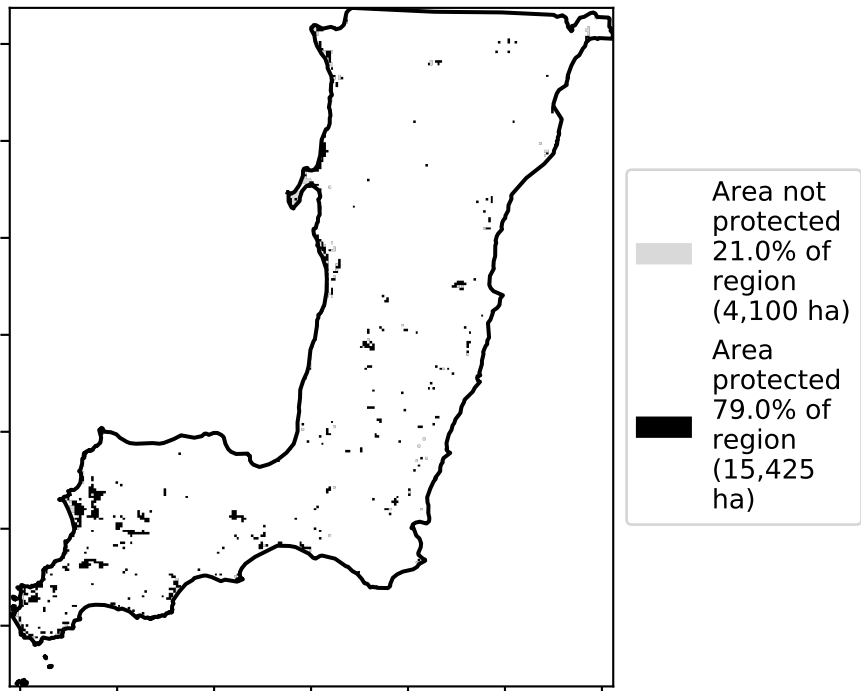 Area not
protected
21.0% of
region
(4,100 ha)
Area
protected
79.0% of
region
(15,425
ha)